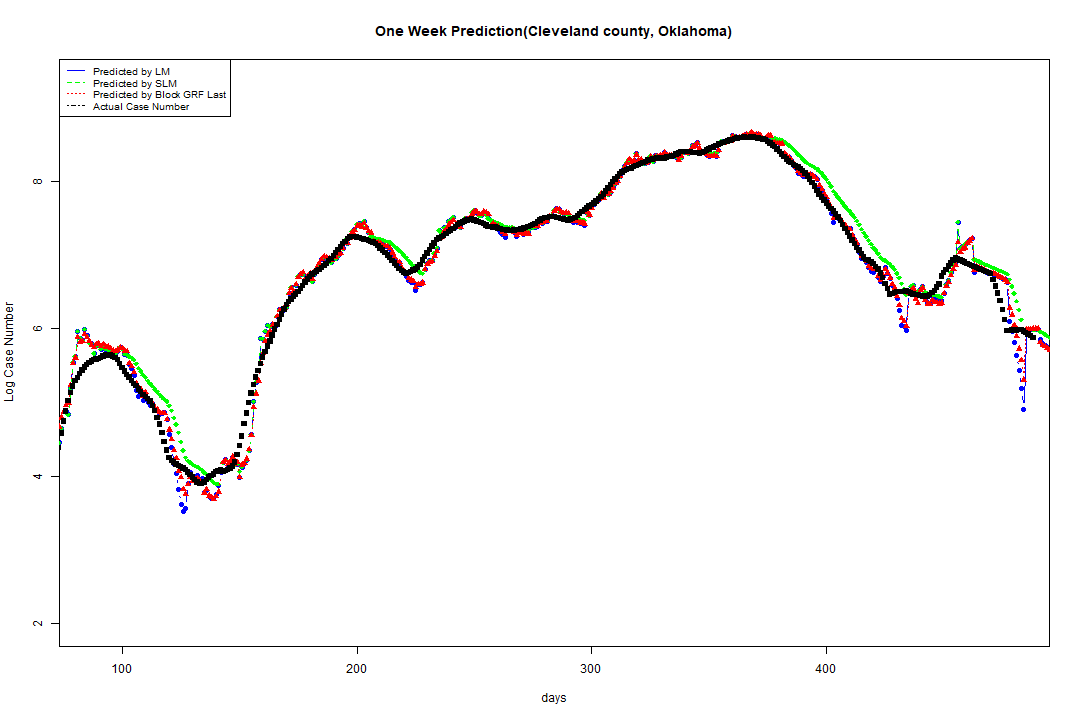 One Week Prediction(Cleveland county, Oklahoma)
Predicted by LM
Predicted by SLM
Predicted by Block GRF Last
Actual Case Number
8
6
4
2
Log Case Number
100
200
300
400
days